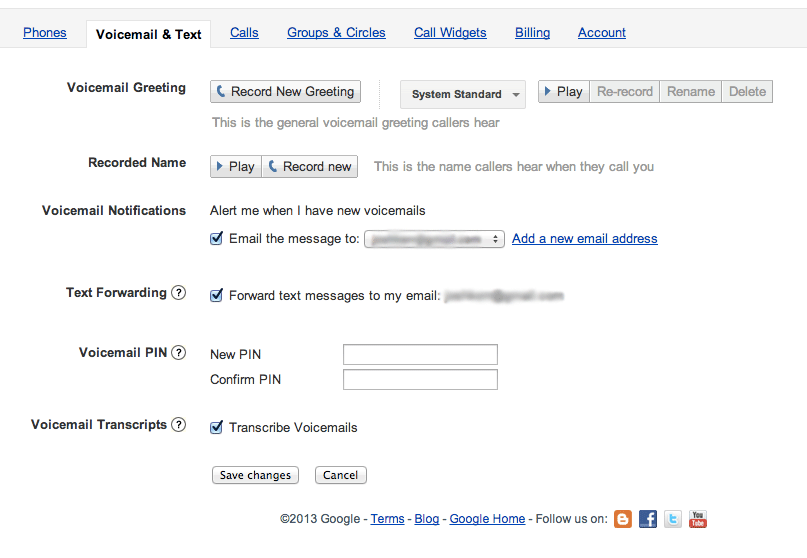 Phones Voicemail & Text Calls Groups & Circles Call Widgets Billing Account
Voicemail Greeting Record New Greeting System Standard Play Re-record Rename Delete
This is the general voicemail greeting callers hear
Recorded Name Play Record new This is the name callers hear when they call you
Voicemail Notifications Alert me when I have new voicemails
Email the message to: Add a new email address
Text Forwarding ? Forward text messages to my email:
Voicemail PIN ? New PIN
Confirm PIN
Voicemail Transcripts ? Transcribe Voicemails
Save changes Cancel
©2013 Google - Terms - Blog - Google Home - Follow us on: f t You Tube